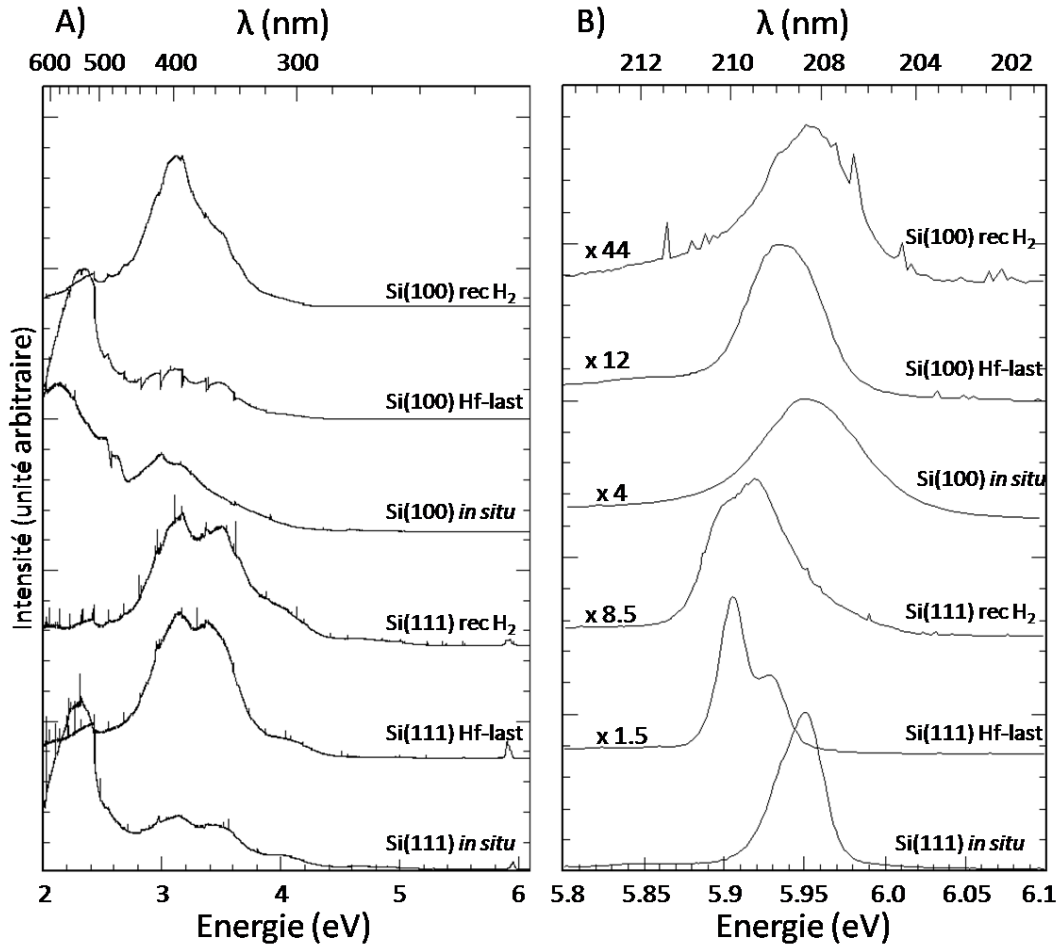 A)
λ (nm)
600 500 400 300
Intensité (unité arbitraire)
Si(100) rec H₂
Si(100) Hf-last
Si(100) in situ
Si(111) rec H₂
Si(111) Hf-last
Si(111) in situ
2 3 4 5 6
Energie (eV)
B)
λ (nm)
212 210 208 206 204 202
x 44
Si(100) rec H₂
x 12
Si(100) Hf-last
x 4
Si(100) in situ
x 8.5
Si(111) rec H₂
x 1.5
Si(111) Hf-last
Si(111) in situ
5.8 5.85 5.9 5.95 6.0 6.05 6.1
Energie (eV)